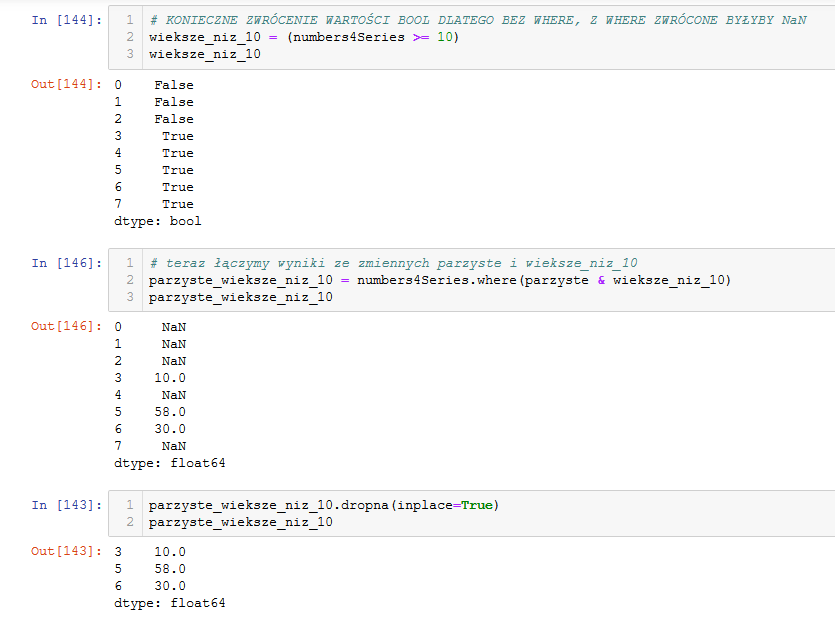 In [144]: 1 # KONIECZNE ZWRÓCENIE WARTOŚCI BOOL DLATEGO BEZ WHERE, Z WHERE ZWRÓCONE BYŁYBY NaN
2 wieksze_niz_10 = (numbers4Series >= 10)
3 wieksze_niz_10
Out[144]: 0 False
1 False
2 False
3 True
4 True
5 True
6 True
7 True
dtype: bool
In [146]: 1 # teraz łączymy wyniki ze zmiennych parzyste i wieksze_niz_10
2 parzyste_wieksze_niz_10 = numbers4Series.where(parzyste & wieksze_niz_10)
3 parzyste_wieksze_niz_10
Out[146]: 0 NaN
1 NaN
2 NaN
3 10.0
4 NaN
5 58.0
6 30.0
7 NaN
dtype: float64
In [143]: 1 parzyste_wieksze_niz_10.dropna(inplace=True)
2 parzyste_wieksze_niz_10
Out[143]: 3 10.0
5 58.0
6 30.0
dtype: float64